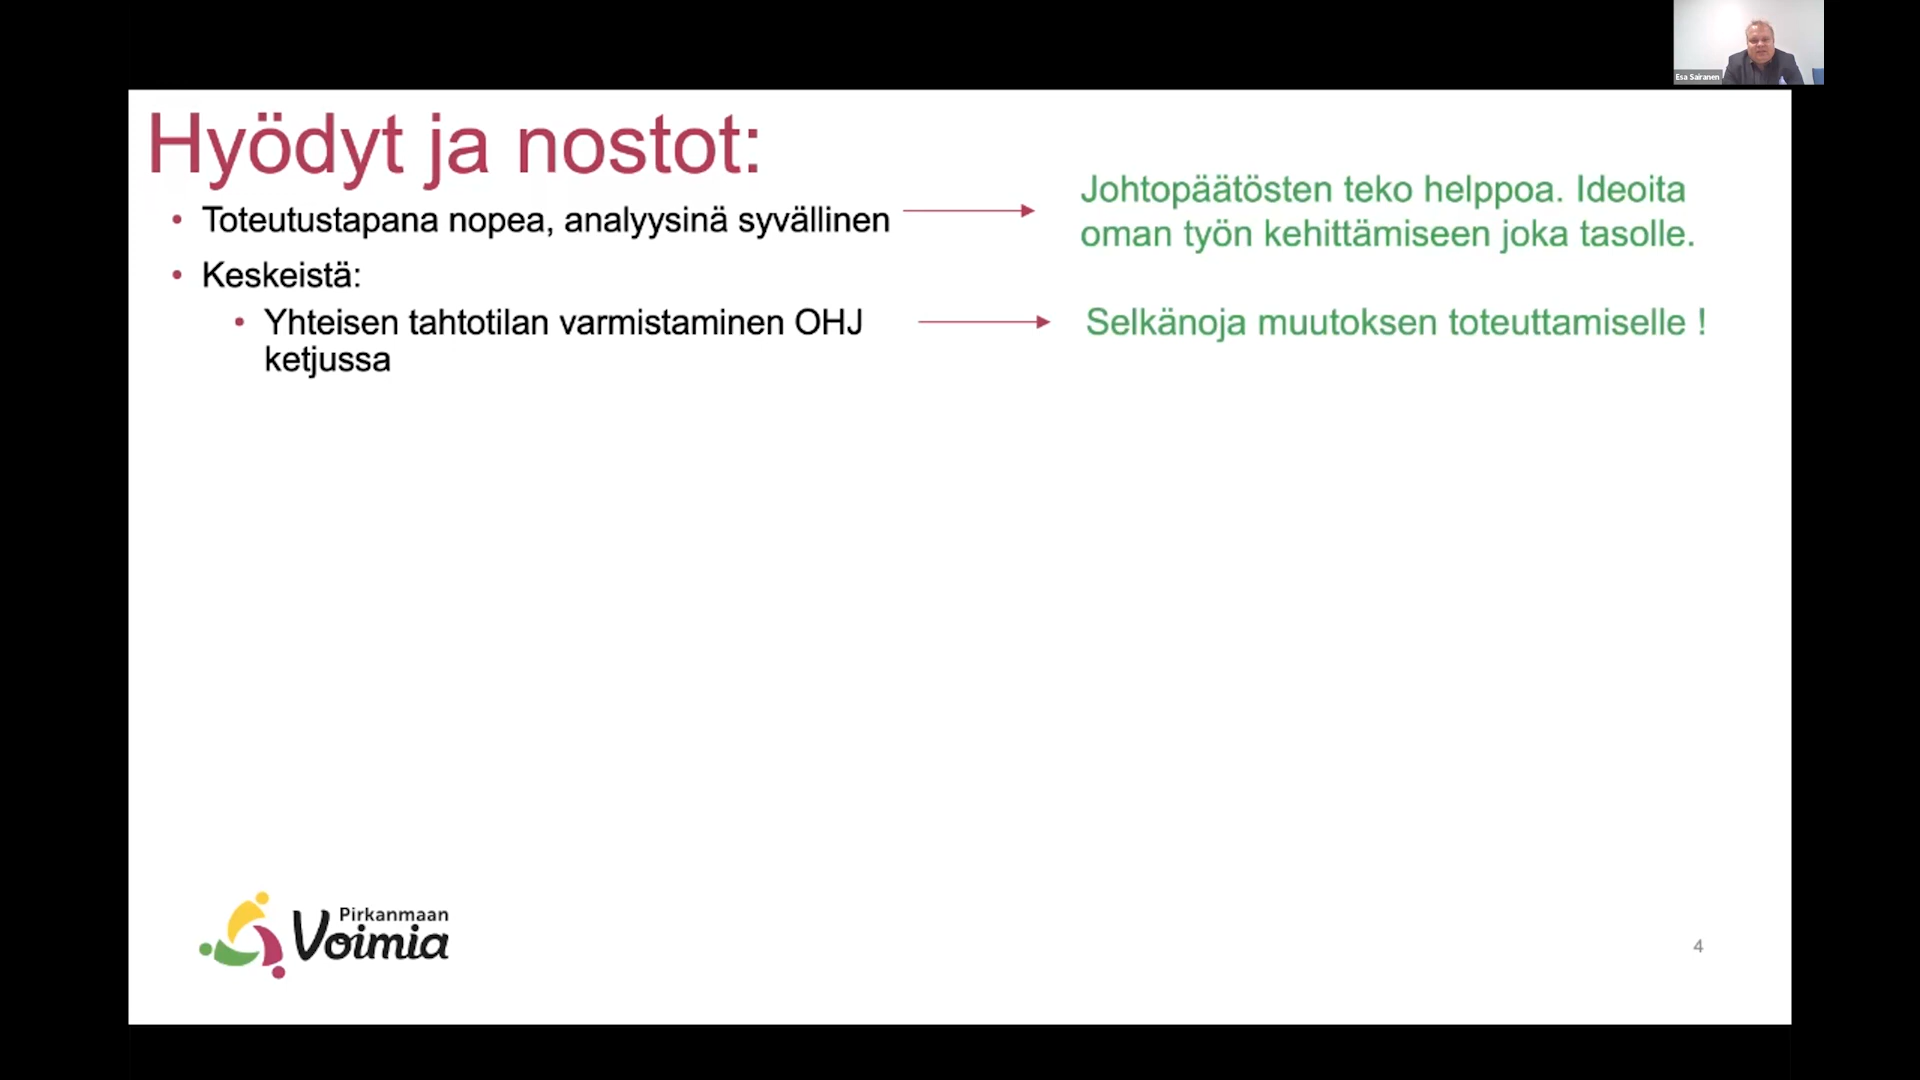 Esa Sairanen
Hyödyt ja nostot:
• Toteutustapana nopea, analyysinä syvällinen
Johtopäätösten teko helppoa. Ideoita
oman työn kehittämiseen joka tasolle.
• Keskeistä:
• Yhteisen tahtotilan varmistaminen OHJ
ketjussa
Selkänoja muutoksen toteuttamiselle !
Pirkanmaan
Voimia
4